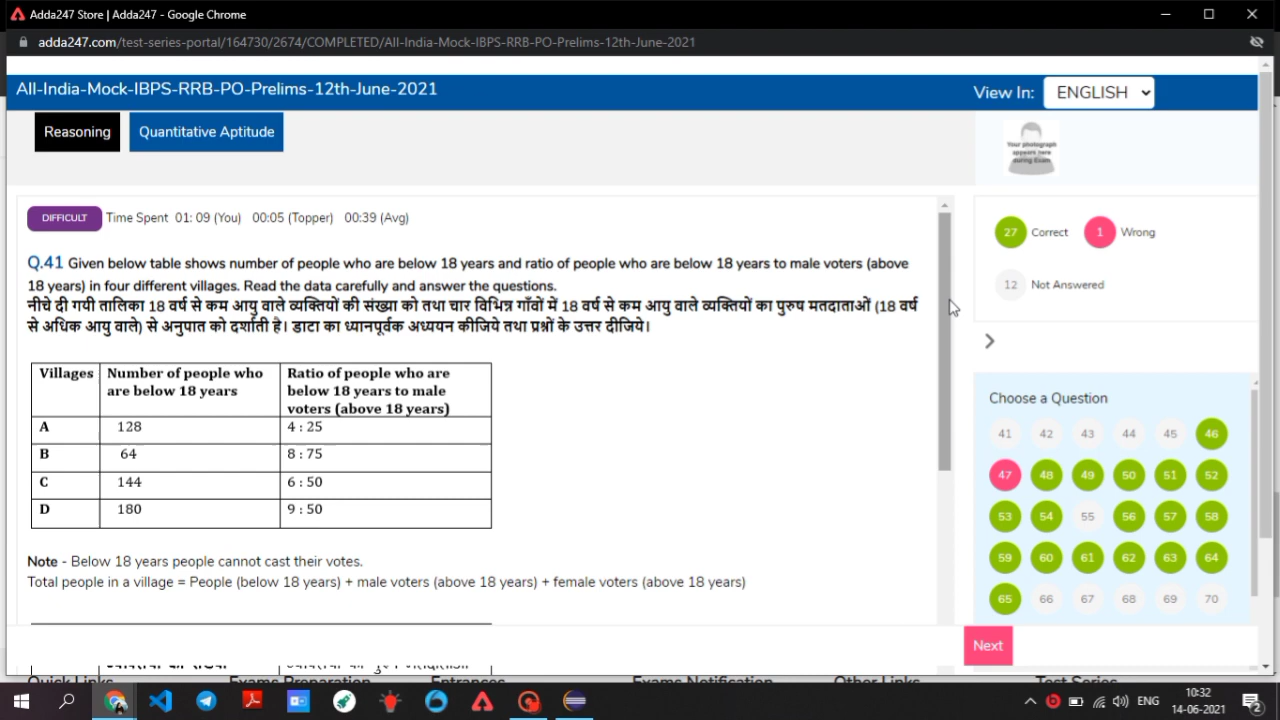 Adda247 Store | Adda247 - Google Chrome
adda247.com/test-series-portal/164730/2674/COMPLETED/All-India-Mock-IBPS-RRB-PO-Prelims-12th-June-2021
All-India-Mock-IBPS-RRB-PO-Prelims-12th-June-2021
View In: ENGLISH
Reasoning Quantitative Aptitude
Your photograph
appears here
during Exam
DIFFICULT Time Spent 01: 09 (You) 00:05 (Topper) 00:39 (Avg)
27 Correct 1 Wrong
12 Not Answered
Q.41 Given below table shows number of people who are below 18 years and ratio of people who are below 18 years to male voters (above
18 years) in four different villages. Read the data carefully and answer the questions.
नीचे दी गयी तालिका 18 वर्ष से कम आयु वाले व्यक्तियों की संख्या को तथा चार विभिन्न गाँवों में 18 वर्ष से कम आयु वाले व्यक्तियों का पुरुष मतदाताओं (18 वर्ष
से अधिक आयु वाले) से अनुपात को दर्शाती है। डाटा का ध्यानपूर्वक अध्ययन कीजिये तथा प्रश्नों के उत्तर दीजिये।
Villages Number of people who are below 18 years Ratio of people who are below 18 years to male voters (above 18 years)
A 128 4 : 25
B 64 8 : 75
C 144 6 : 50
D 180 9 : 50
Note - Below 18 years people cannot cast their votes.
Total people in a village = People (below 18 years) + male voters (above 18 years) + female voters (above 18 years)
Choose a Question
41 42 43 44 45 46
47 48 49 50 51 52
53 54 55 56 57 58
59 60 61 62 63 64
65 66 67 68 69 70
Next
Quick Links Exams Preparation Entrances Exams Notification Other Links Test Series
ENG
10:32
14-06-2021
2